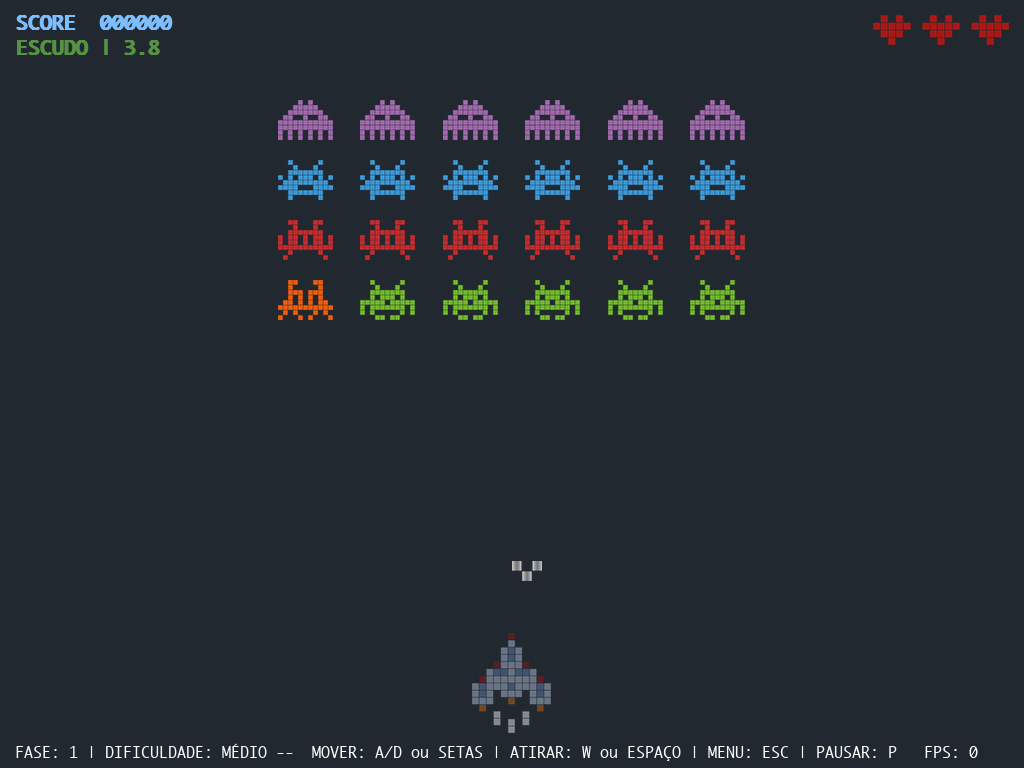 SCORE  000000
ESCUDO | 3.8
FASE: 1 | DIFICULDADE: MÉDIO --  MOVER: A/D ou SETAS | ATIRAR: W ou ESPAÇO | MENU: ESC | PAUSAR: P   FPS: 0